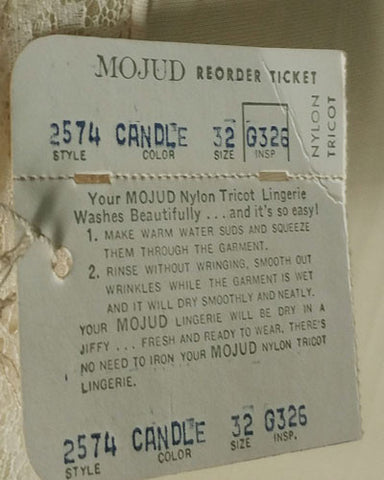 MOJUD REORDER TICKET
2574 CANDLE 32 G326
STYLE COLOR SIZE INSP.
NYLON
TRICOT
Your MOJUD Nylon Tricot Lingerie
Washes Beautifully . . . and it's so easy!
1. MAKE WARM WATER SUDS AND SQUEEZE
THEM THROUGH THE GARMENT.
2. RINSE WITHOUT WRINGING, SMOOTH OUT
WRINKLES WHILE THE GARMENT IS WET
AND IT WILL DRY SMOOTHLY AND NEATLY.
YOUR MOJUD LINGERIE WILL BE DRY IN A
JIFFY . . . FRESH AND READY TO WEAR. THERE'S
NO NEED TO IRON YOUR MOJUD NYLON TRICOT
LINGERIE.
2574 CANDLE 32 G326
STYLE COLOR SIZE INSP.